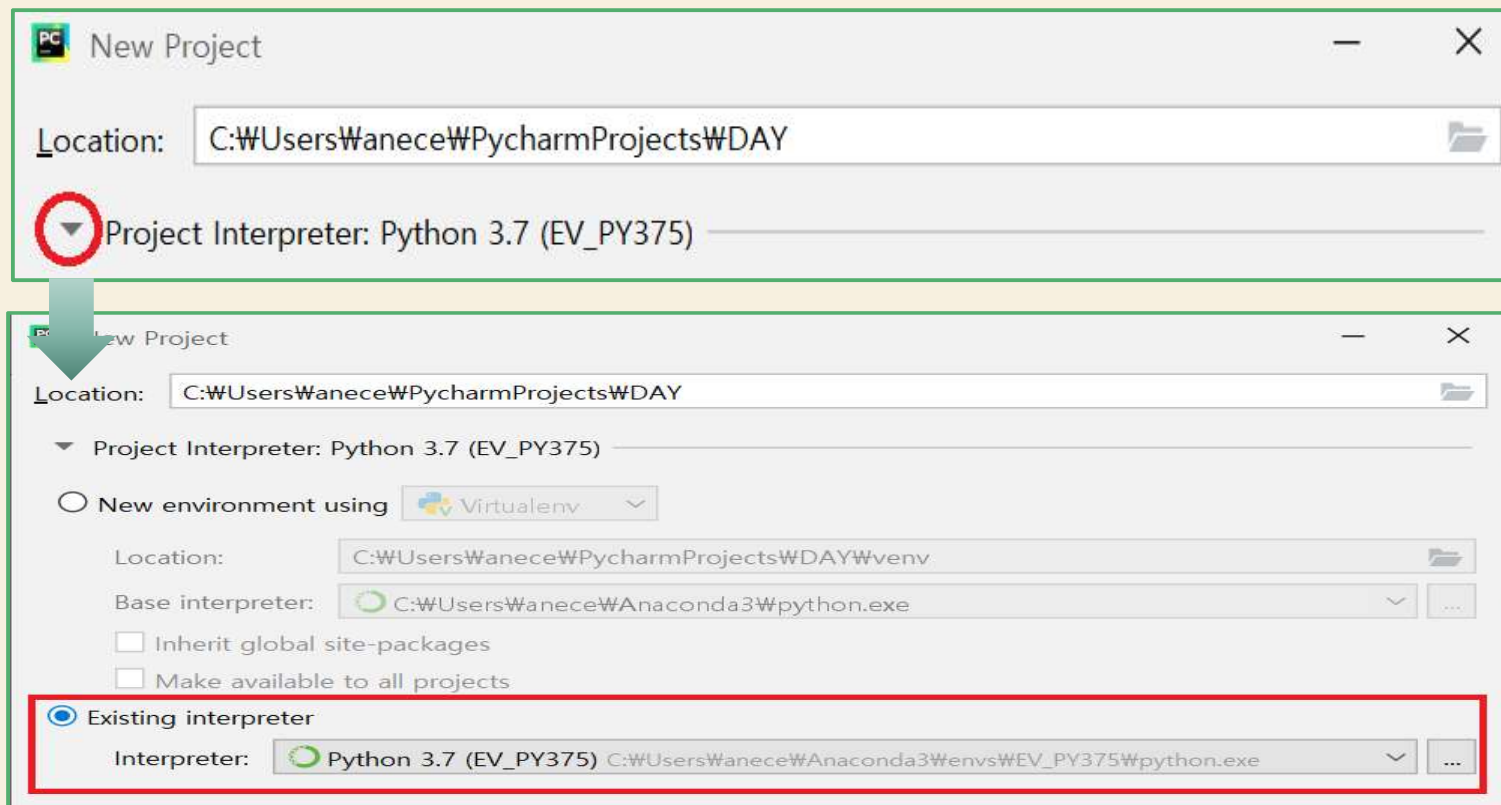 PC New Project
Location: C:₩Users₩anece₩PycharmProjects₩DAY
Project Interpreter: Python 3.7 (EV_PY375)
Project
Location: C:₩Users₩anece₩PycharmProjects₩DAY
Project Interpreter: Python 3.7 (EV_PY375)
New environment using Virtualenv
Location: C:₩Users₩anece₩PycharmProjects₩DAY₩venv
Base interpreter: C:₩Users₩anece₩Anaconda3₩python.exe
...
Inherit global site-packages
Make available to all projects
Existing interpreter
Interpreter: Python 3.7 (EV_PY375) C:₩Users₩anece₩Anaconda3₩envs₩EV_PY375₩python.exe
...